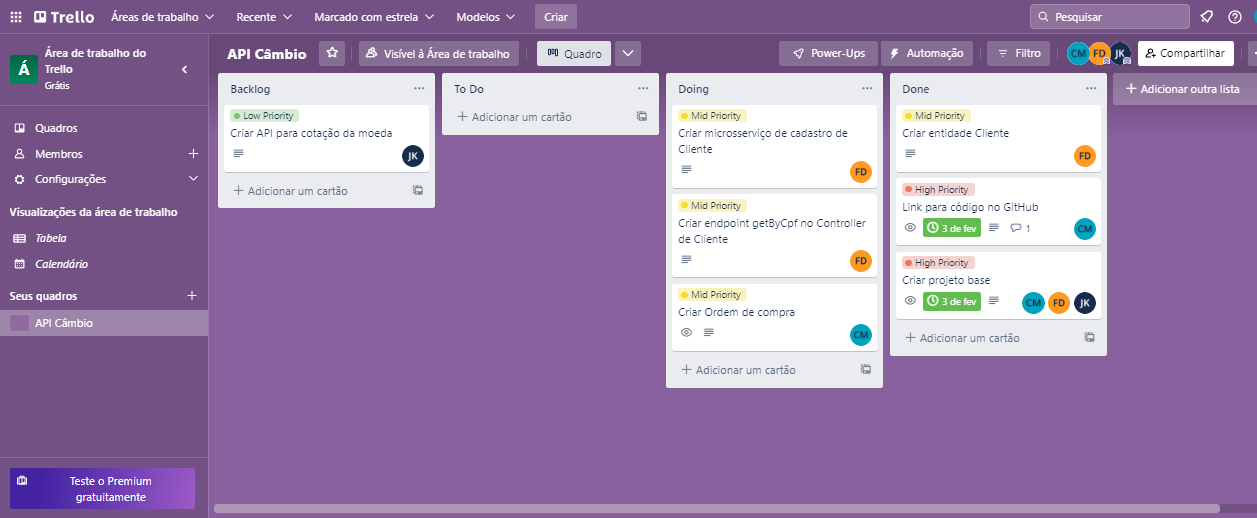 Trello
Áreas de trabalho
Recente
Marcado com estrela
Modelos
Criar
Pesquisar
Á
Área de trabalho do
Trello
Grátis
Quadros
Membros
Configurações
Visualizações da área de trabalho
Tabela
Calendário
Seus quadros
API Câmbio
Teste o Premium
gratuitamente
API Câmbio
Visível à Área de trabalho
Quadro
Power-Ups
Automação
Filtro
CM
FD
JK
Compartilhar
Backlog
Low Priority
Criar API para cotação da moeda
JK
Adicionar um cartão
To Do
Adicionar um cartão
Doing
Mid Priority
Criar microsserviço de cadastro de
Cliente
FD
Mid Priority
Criar endpoint getByCpf no Controller
de Cliente
FD
Mid Priority
Criar Ordem de compra
CM
Adicionar um cartão
Done
Mid Priority
Criar entidade Cliente
FD
High Priority
Link para código no GitHub
3 de fev
1
CM
High Priority
Criar projeto base
3 de fev
CM
FD
JK
Adicionar um cartão
Adicionar outra lista